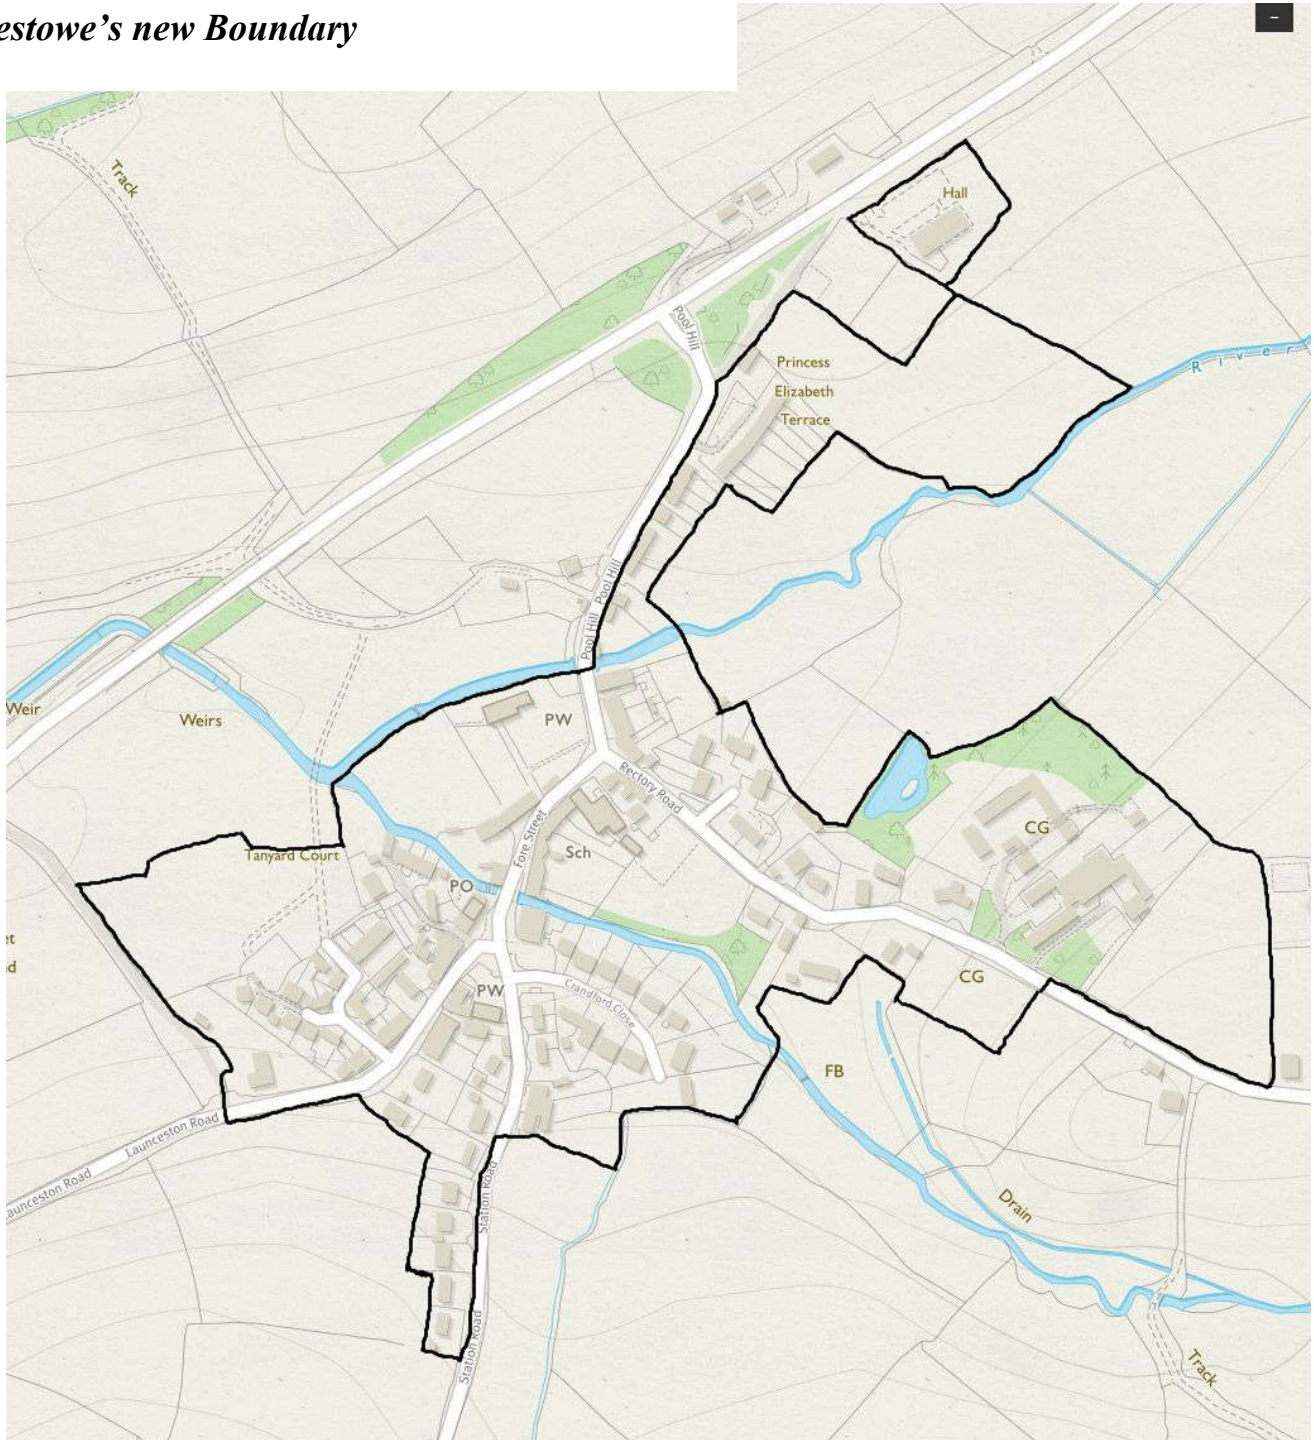 estowe's new Boundary
Track
Hall
Pool Hill
Princess
Elizabeth
Terrace
River
Pool Hill
Pool Hill
Weir
Weirs
PW
Rectory Road
Fore Street
Sch
CG
Tanyard Court
PO
PW
Crandford Close
CG
FB
Launceston Road
Launceston Road
Station Road
Drain
Station Road
Track